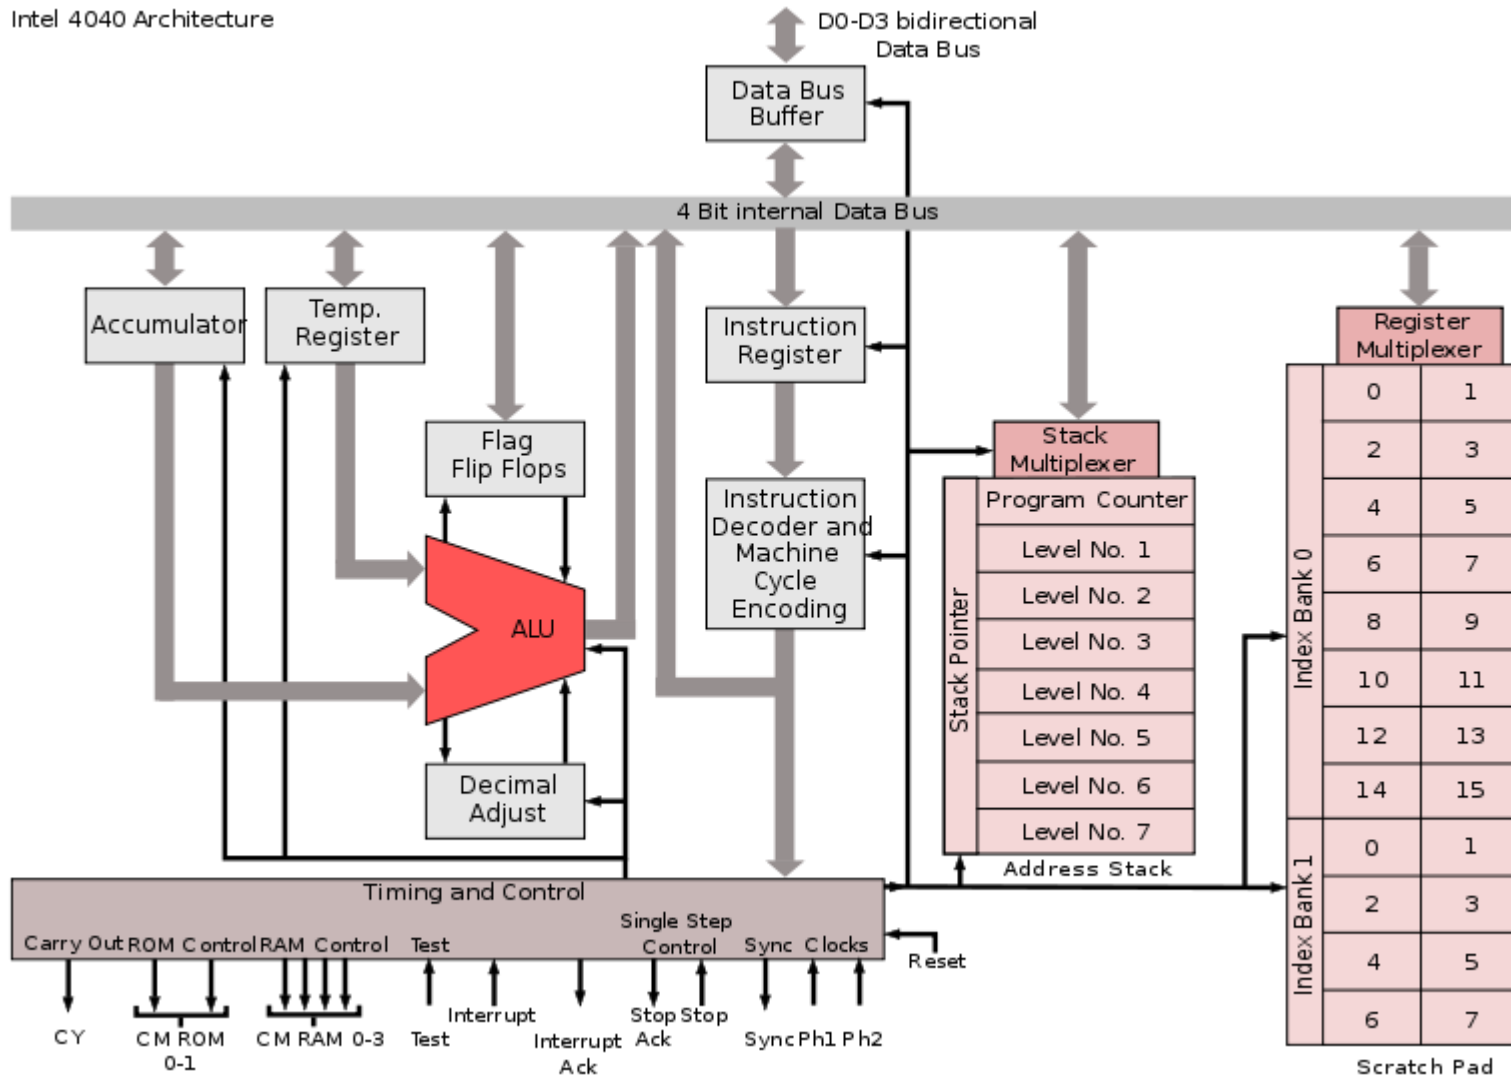 Intel 4040 Architecture
D0-D3 bidirectional
Data Bus
Data Bus
Buffer
4 Bit internal Data Bus
Accumulator
Temp.
Register
Flag
Flip Flops
ALU
Decimal
Adjust
Instruction
Register
Instruction
Decoder and
Machine
Cycle
Encoding
Stack
Multiplexer
Stack Pointer
Program Counter
Level No. 1
Level No. 2
Level No. 3
Level No. 4
Level No. 5
Level No. 6
Level No. 7
Address Stack
Register
Multiplexer
Index Bank 0
0 1
2 3
4 5
6 7
8 9
10 11
12 13
14 15
Index Bank 1
0 1
2 3
4 5
6 7
Scratch Pad
Timing and Control
Carry Out ROM Control RAM Control Test
Single Step
Control
Sync Clocks
Reset
CY
CM ROM
0-1
CM RAM 0-3
Test
Interrupt
Interrupt
Ack
Stop
Ack
Stop
Sync Ph1 Ph2